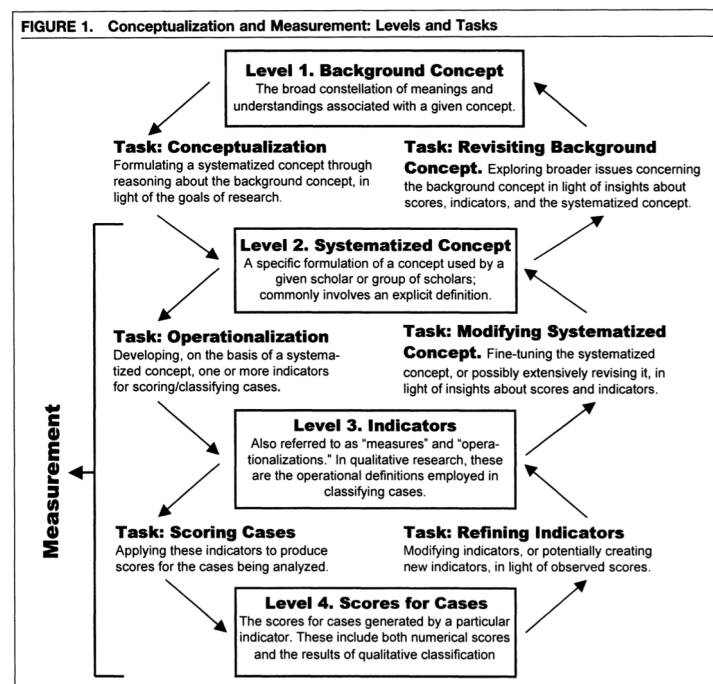 FIGURE 1. Conceptualization and Measurement: Levels and Tasks
Level 1. Background Concept
The broad constellation of meanings and
understandings associated with a given concept.
Task: Conceptualization
Formulating a systematized concept through
reasoning about the background concept, in
light of the goals of research.
Task: Revisiting Background
Concept. Exploring broader issues concerning
the background concept in light of insights about
scores, indicators, and the systematized concept.
Level 2. Systematized Concept
A specific formulation of a concept used by a
given scholar or group of scholars;
commonly involves an explicit definition.
Task: Operationalization
Developing, on the basis of a systema-
tized concept, one or more indicators
for scoring/classifying cases.
Task: Modifying Systematized
Concept. Fine-tuning the systematized
concept, or possibly extensively revising it, in
light of insights about scores and indicators.
Measurement
Level 3. Indicators
Also referred to as “measures” and “opera-
tionalizations.” In qualitative research, these
are the operational definitions employed in
classifying cases.
Task: Scoring Cases
Applying these indicators to produce
scores for the cases being analyzed.
Task: Refining Indicators
Modifying indicators, or potentially creating
new indicators, in light of observed scores.
Level 4. Scores for Cases
The scores for cases generated by a particular
indicator. These include both numerical scores
and the results of qualitative classification